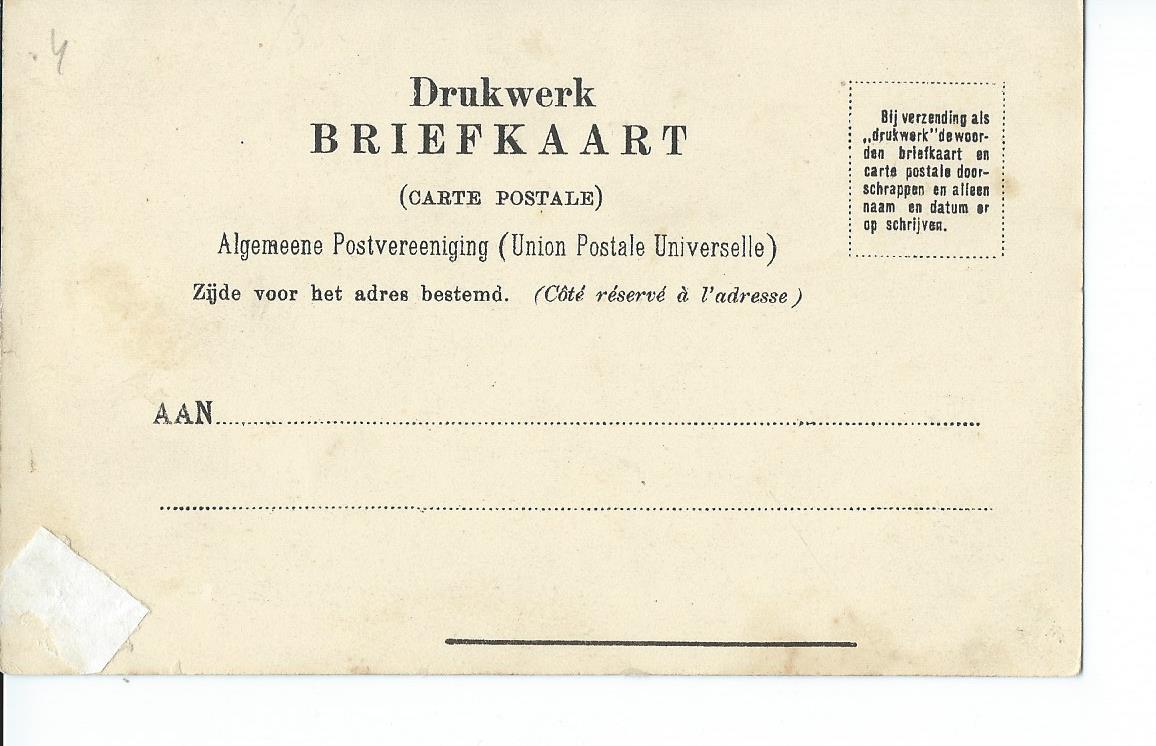 4
Drukwerk
BRIEFKAART
(CARTE POSTALE)
Algemeene Postvereeniging (Union Postale Universelle)
Zijde voor het adres bestemd. (Côté réservé à l'adresse)
Bij verzending als
„drukwerk" de woor-
den briefkaart en
carte postale door-
schrappen en alleen
naam en datum er
op schrijven.
AAN